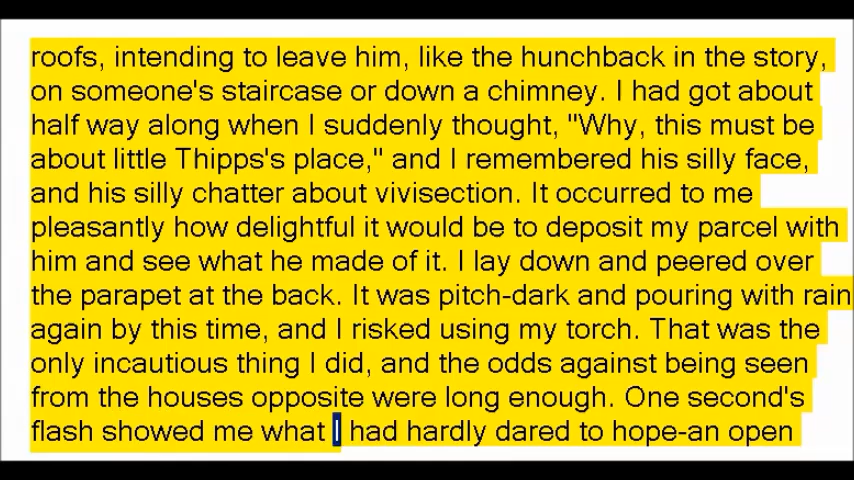 roofs, intending to leave him, like the hunchback in the story,
on someone's staircase or down a chimney. I had got about
half way along when I suddenly thought, "Why, this must be
about little Thipps's place," and I remembered his silly face,
and his silly chatter about vivisection. It occurred to me
pleasantly how delightful it would be to deposit my parcel with
him and see what he made of it. I lay down and peered over
the parapet at the back. It was pitch-dark and pouring with rain
again by this time, and I risked using my torch. That was the
only incautious thing I did, and the odds against being seen
from the houses opposite were long enough. One second's
flash showed me what I had hardly dared to hope-an open